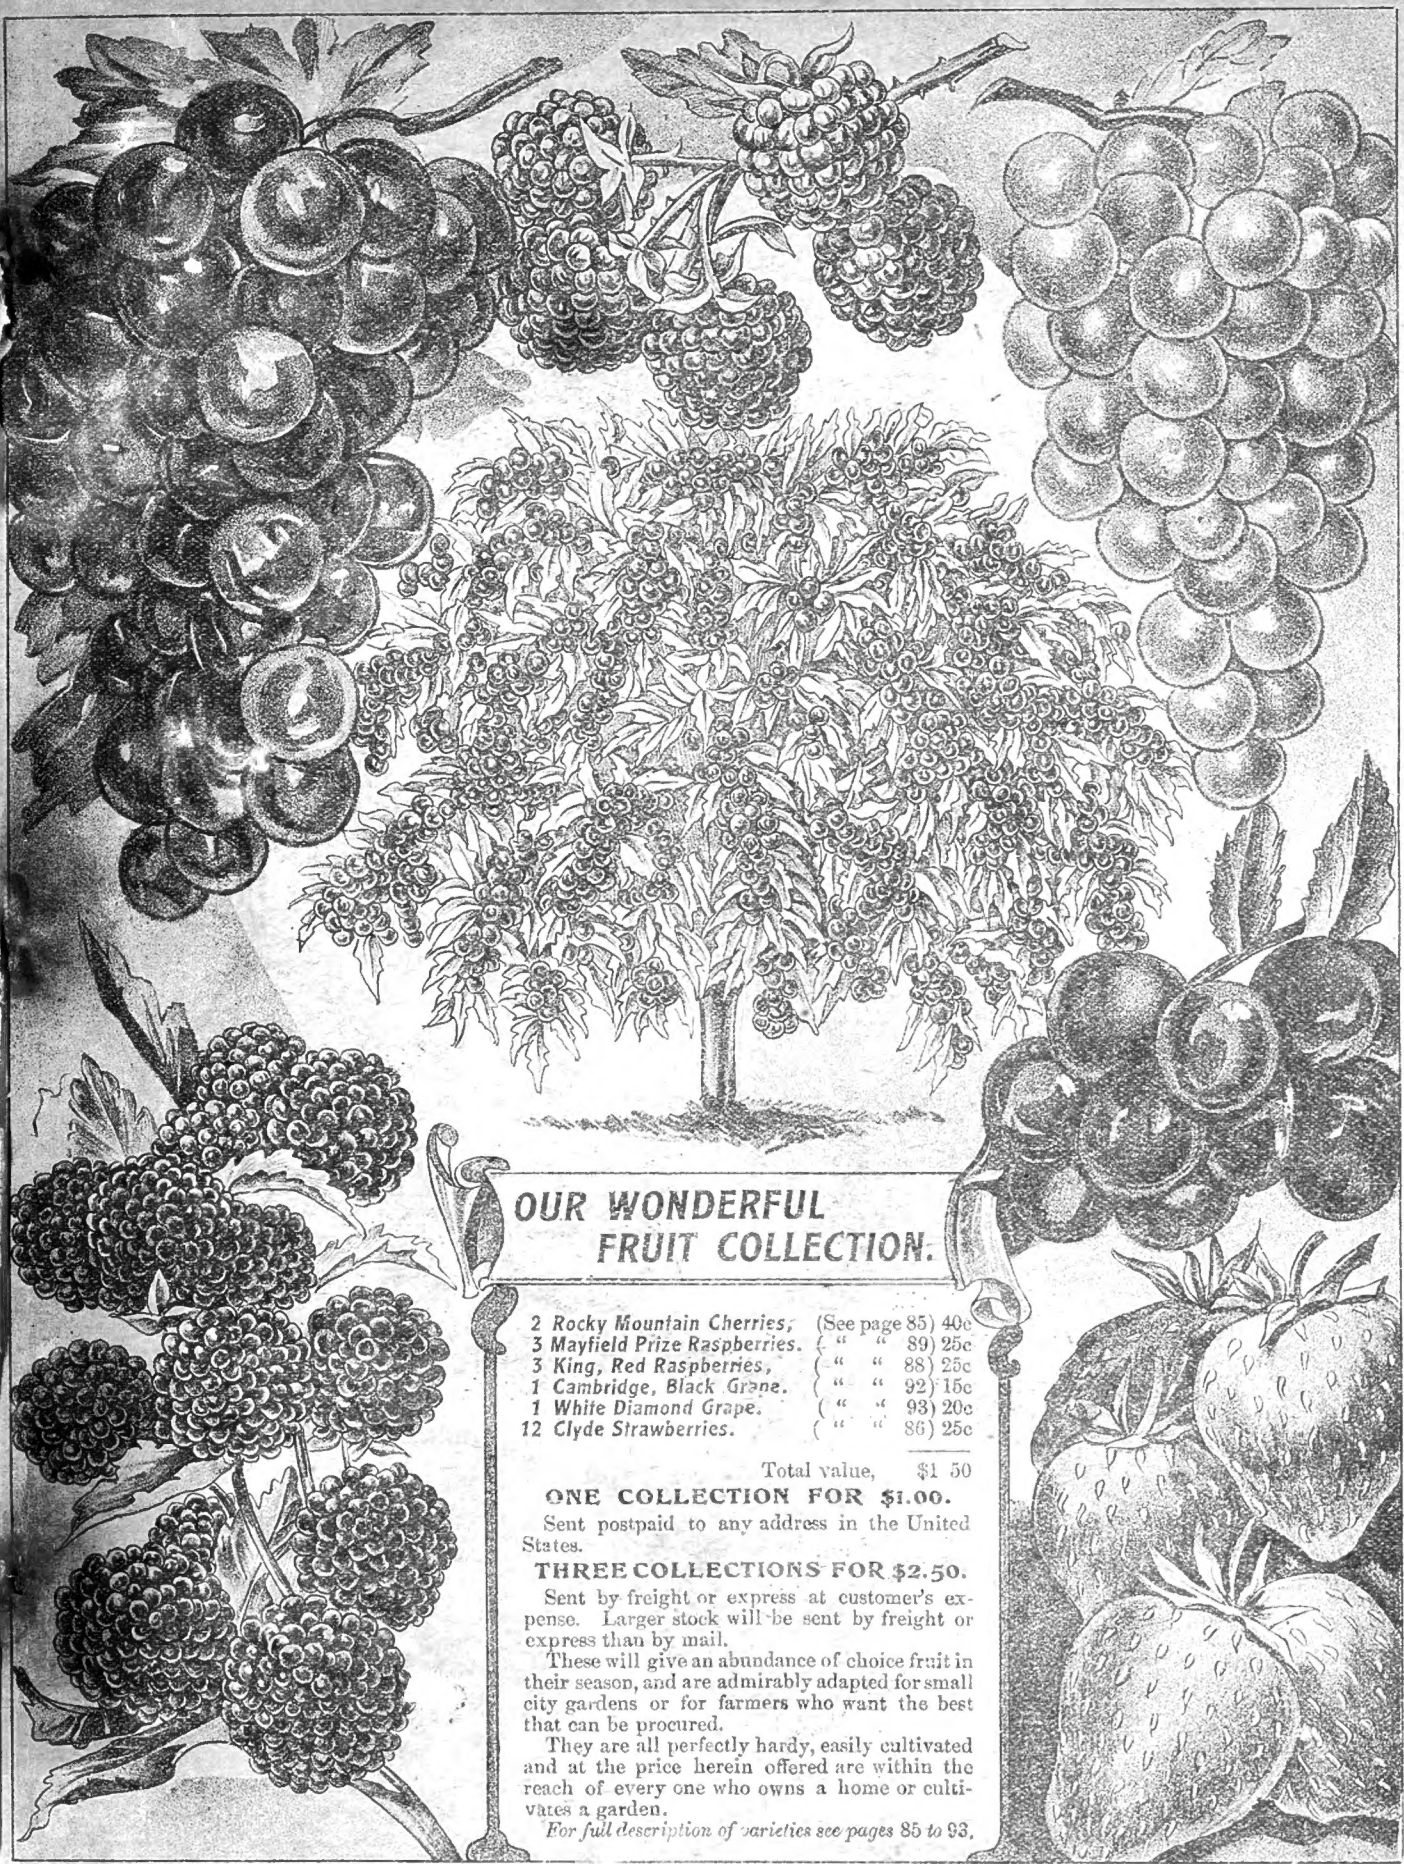 OUR WONDERFUL
FRUIT COLLECTION.
2 Rocky Mountain Cherries, (See page 85) 40c
3 Mayfield Prize Raspberries. ( “ “ 89) 25c
3 King, Red Raspberries, ( “ “ 88) 25c
1 Cambridge, Black Grape. ( “ “ 92) 15c
1 White Diamond Grape. ( “ “ 93) 20c
12 Clyde Strawberries. ( “ “ 86) 25c
Total value, $1 50
ONE COLLECTION FOR $1.00.
Sent postpaid to any address in the United
States.
THREE COLLECTIONS FOR $2.50.
Sent by freight or express at customer's ex-
pense. Larger stock will be sent by freight or
express than by mail.
These will give an abundance of choice fruit in
their season, and are admirably adapted for small
city gardens or for farmers who want the best
that can be procured.
They are all perfectly hardy, easily cultivated
and at the price herein offered are within the
reach of every one who owns a home or culti-
vates a garden.
For full description of varieties see pages 85 to 93.